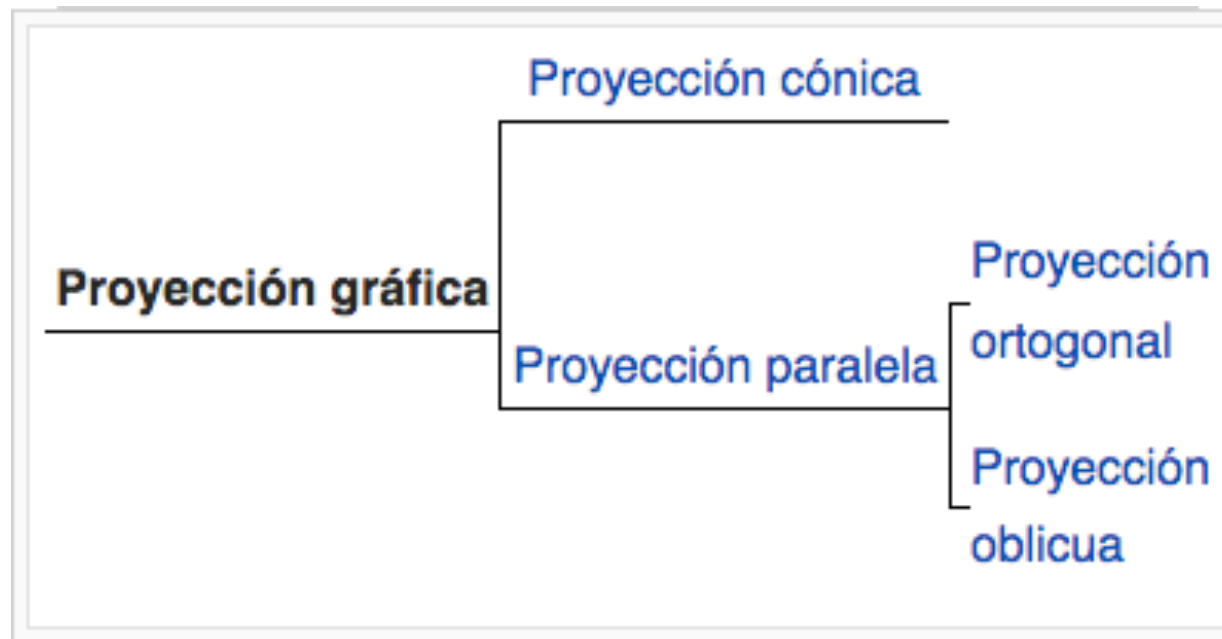 Proyección cónica
Proyección gráfica
Proyección paralela
Proyección
ortogonal
Proyección
oblicua